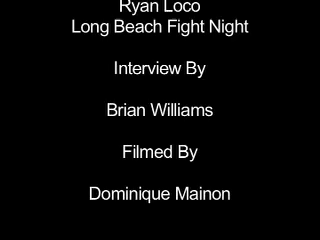 Ryan Loco
Long Beach Fight Night
Interview By
Brian Williams
Filmed By
Dominique Mainon